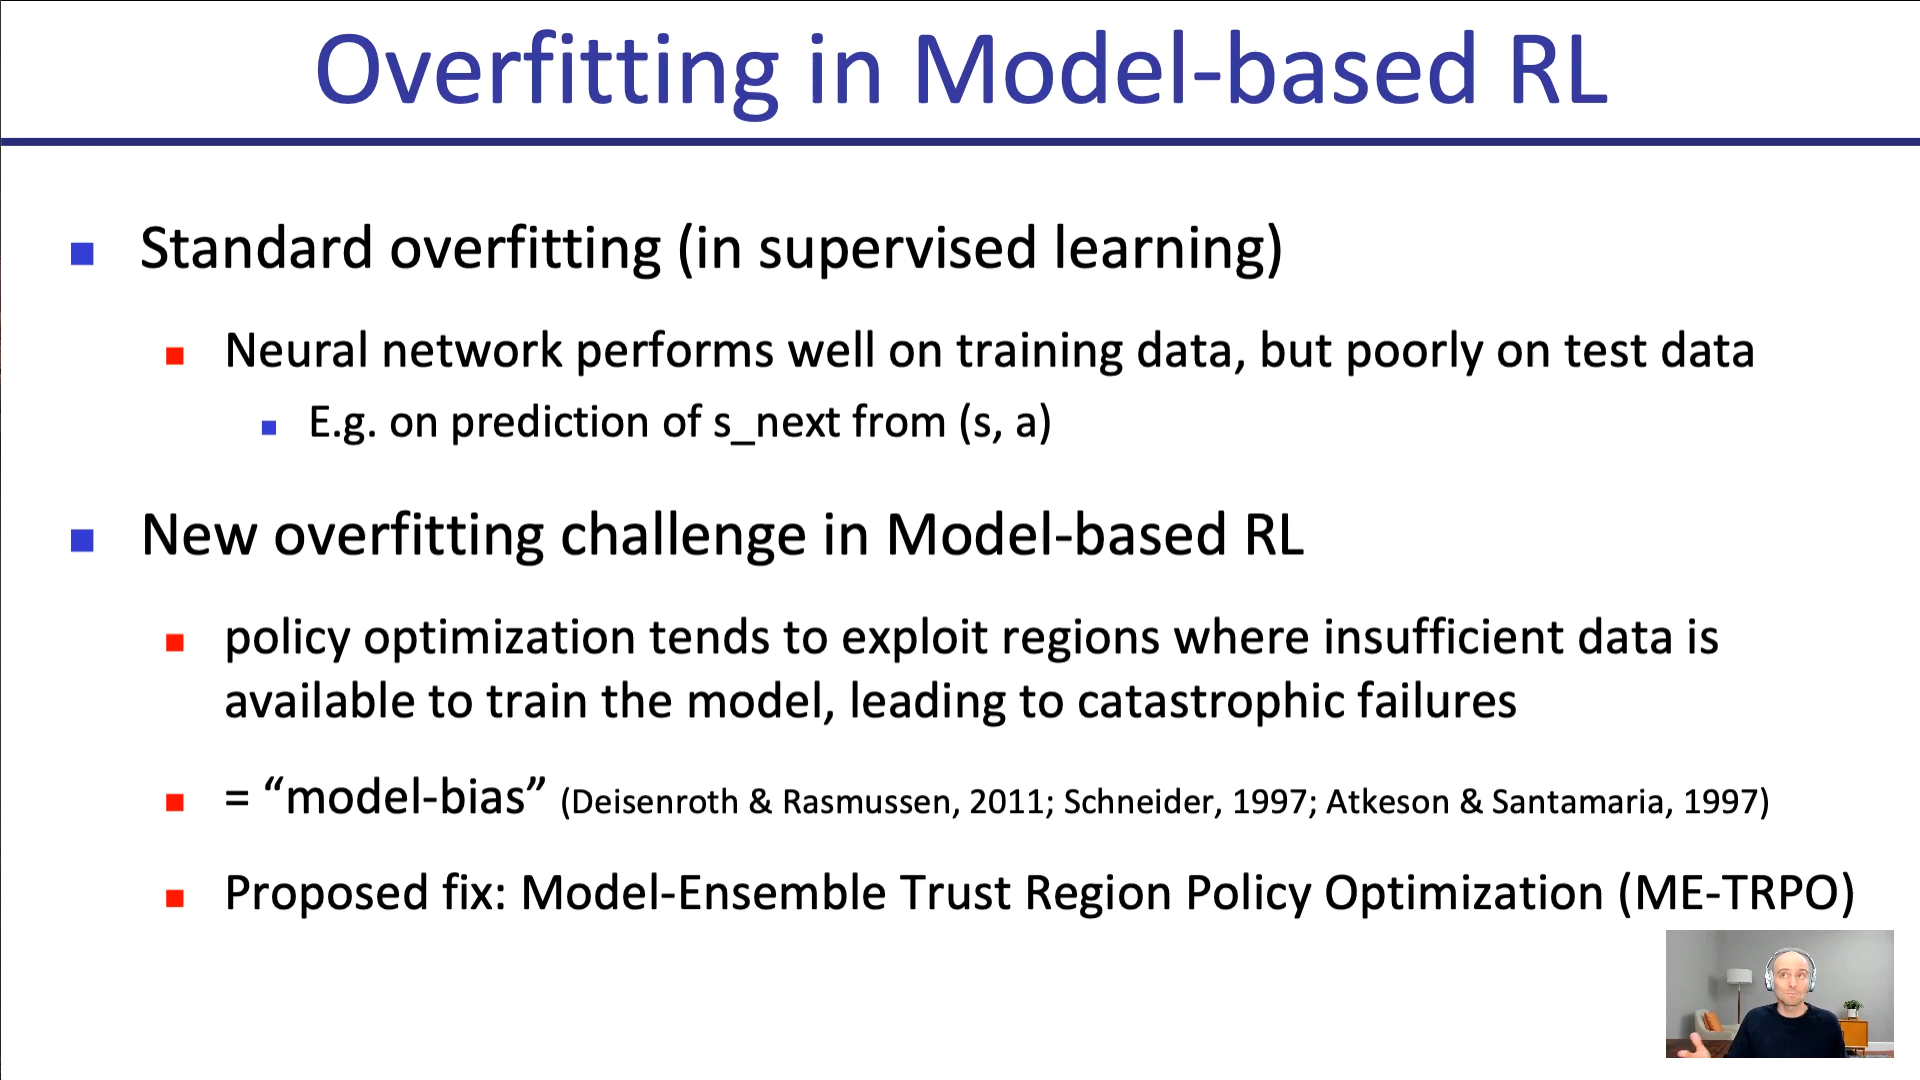 Overfitting in Model-based RL
Standard overfitting (in supervised learning)
Neural network performs well on training data, but poorly on test data
E.g. on prediction of s_next from (s, a)
New overfitting challenge in Model-based RL
policy optimization tends to exploit regions where insufficient data is
available to train the model, leading to catastrophic failures
= “model-bias” (Deisenroth & Rasmussen, 2011; Schneider, 1997; Atkeson & Santamaria, 1997)
Proposed fix: Model-Ensemble Trust Region Policy Optimization (ME-TRPO)